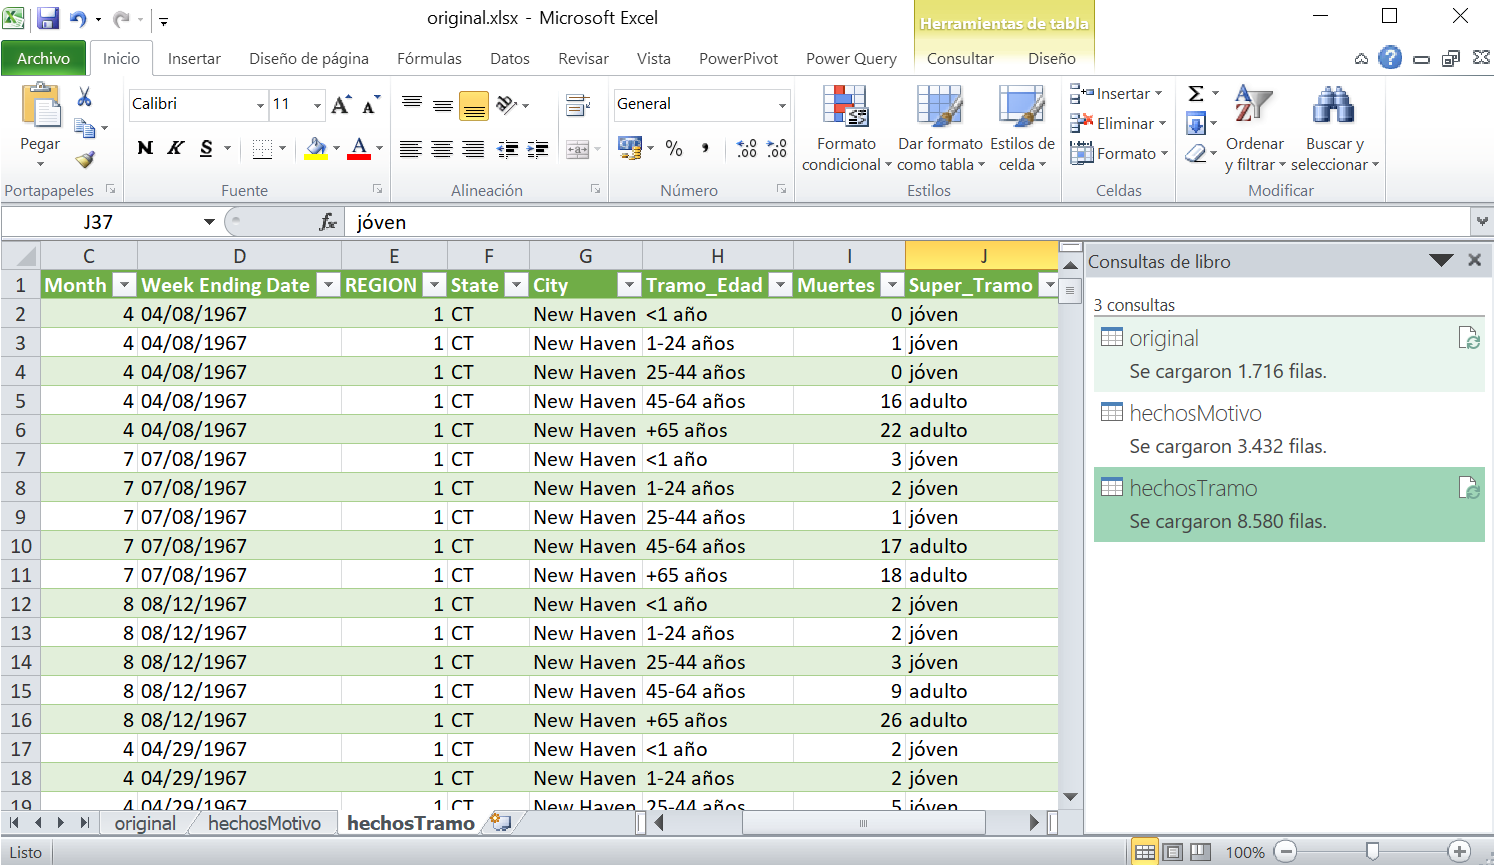 original.xlsx - Microsoft Excel
Herramientas de tabla
Archivo Inicio Insertar Diseño de página Fórmulas Datos Revisar Vista PowerPivot Power Query Consultar Diseño
Calibri 11 General
Pegar
N K S
A A
Formato condicional
Dar formato como tabla
Estilos de celda
Insertar
Eliminar
Formato
Ordenar y filtrar
Buscar y seleccionar
Portapapeles Fuente Alineación Número Estilos Celdas Modificar
J37 fx jóven
C D E F G H I J
1 Month Week Ending Date REGION State City Tramo_Edad Muertes Super_Tramo
2 4 04/08/1967 1 CT New Haven <1 año 0 jóven
3 4 04/08/1967 1 CT New Haven 1-24 años 1 jóven
4 4 04/08/1967 1 CT New Haven 25-44 años 0 jóven
5 4 04/08/1967 1 CT New Haven 45-64 años 16 adulto
6 4 04/08/1967 1 CT New Haven +65 años 22 adulto
7 7 07/08/1967 1 CT New Haven <1 año 3 jóven
8 7 07/08/1967 1 CT New Haven 1-24 años 2 jóven
9 7 07/08/1967 1 CT New Haven 25-44 años 1 jóven
10 7 07/08/1967 1 CT New Haven 45-64 años 17 adulto
11 7 07/08/1967 1 CT New Haven +65 años 18 adulto
12 8 08/12/1967 1 CT New Haven <1 año 2 jóven
13 8 08/12/1967 1 CT New Haven 1-24 años 2 jóven
14 8 08/12/1967 1 CT New Haven 25-44 años 3 jóven
15 8 08/12/1967 1 CT New Haven 45-64 años 9 adulto
16 8 08/12/1967 1 CT New Haven +65 años 26 adulto
17 4 04/29/1967 1 CT New Haven <1 año 2 jóven
18 4 04/29/1967 1 CT New Haven 1-24 años 2 jóven
19 4 04/29/1967 1 CT New Haven 25-44 años 5 jóven
Consultas de libro
3 consultas
original
Se cargaron 1.716 filas.
hechosMotivo
Se cargaron 3.432 filas.
hechosTramo
Se cargaron 8.580 filas.
original hechosMotivo hechosTramo
Listo 100%